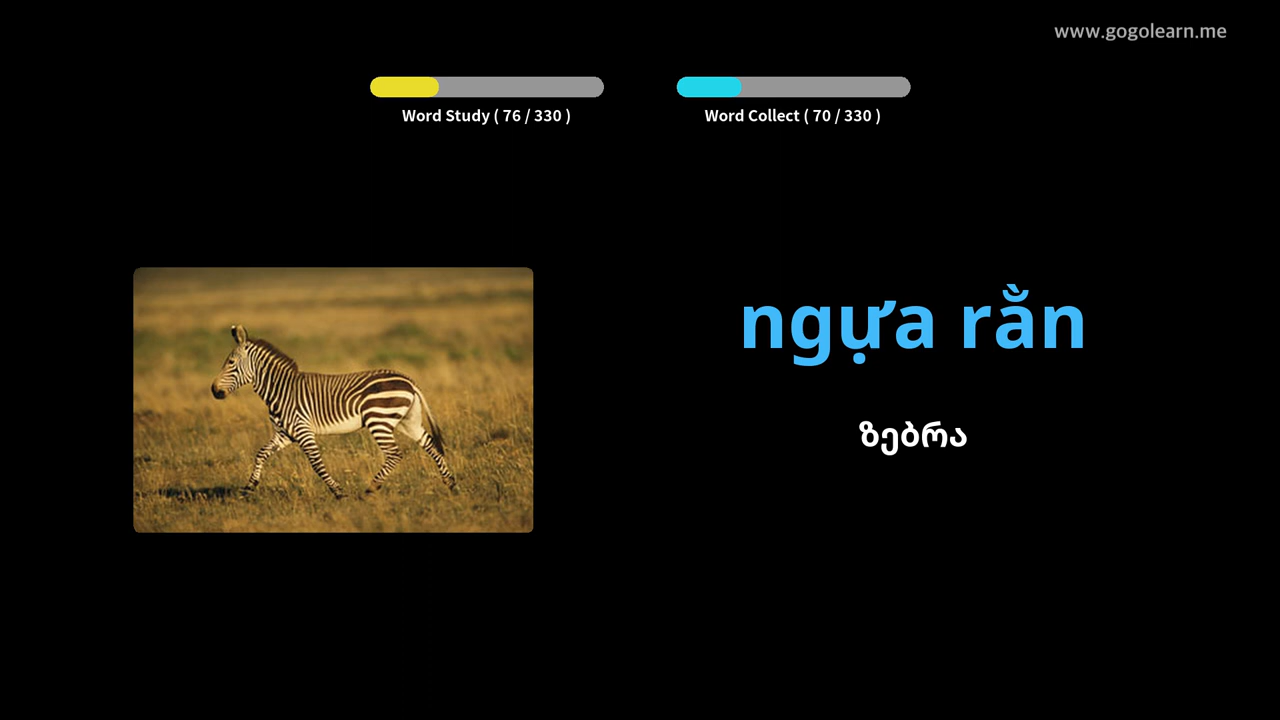 www.gogolearn.me
Word Study ( 76 / 330 )
Word Collect ( 70 / 330 )
ngựa rằn
ზებრა